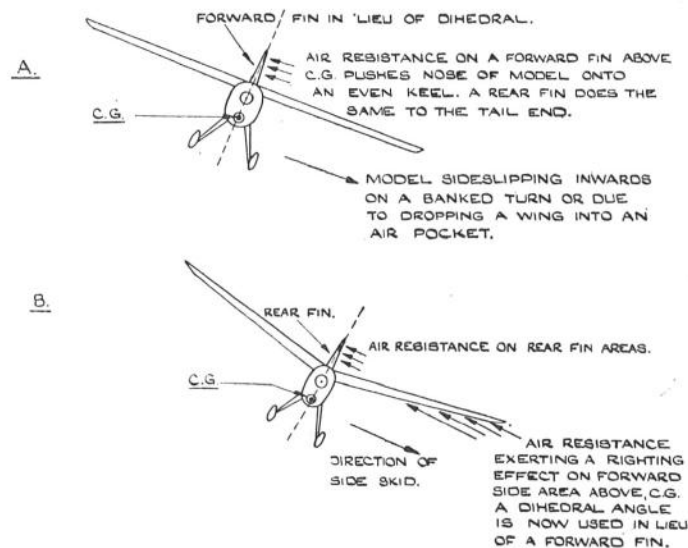 FORWARD FIN IN LIEU OF DIHEDRAL.
A.
AIR RESISTANCE ON A FORWARD FIN ABOVE
C.G. PUSHES NOSE OF MODEL ONTO
AN EVEN KEEL. A REAR FIN DOES THE
SAME TO THE TAIL END.
C.G.
MODEL SIDESLIPPING INWARDS
ON A BANKED TURN OR DUE
TO DROPPING A WING INTO AN
AIR POCKET.
B.
REAR FIN.
AIR RESISTANCE ON REAR FIN AREAS.
C.G.
DIRECTION OF
SIDE SKID.
AIR RESISTANCE
EXERTING A RIGHTING
EFFECT ON FORWARD
SIDE AREA ABOVE, C.G.
A DIHEDRAL ANGLE
IS NOW USED IN LIEU
OF A FORWARD FIN.